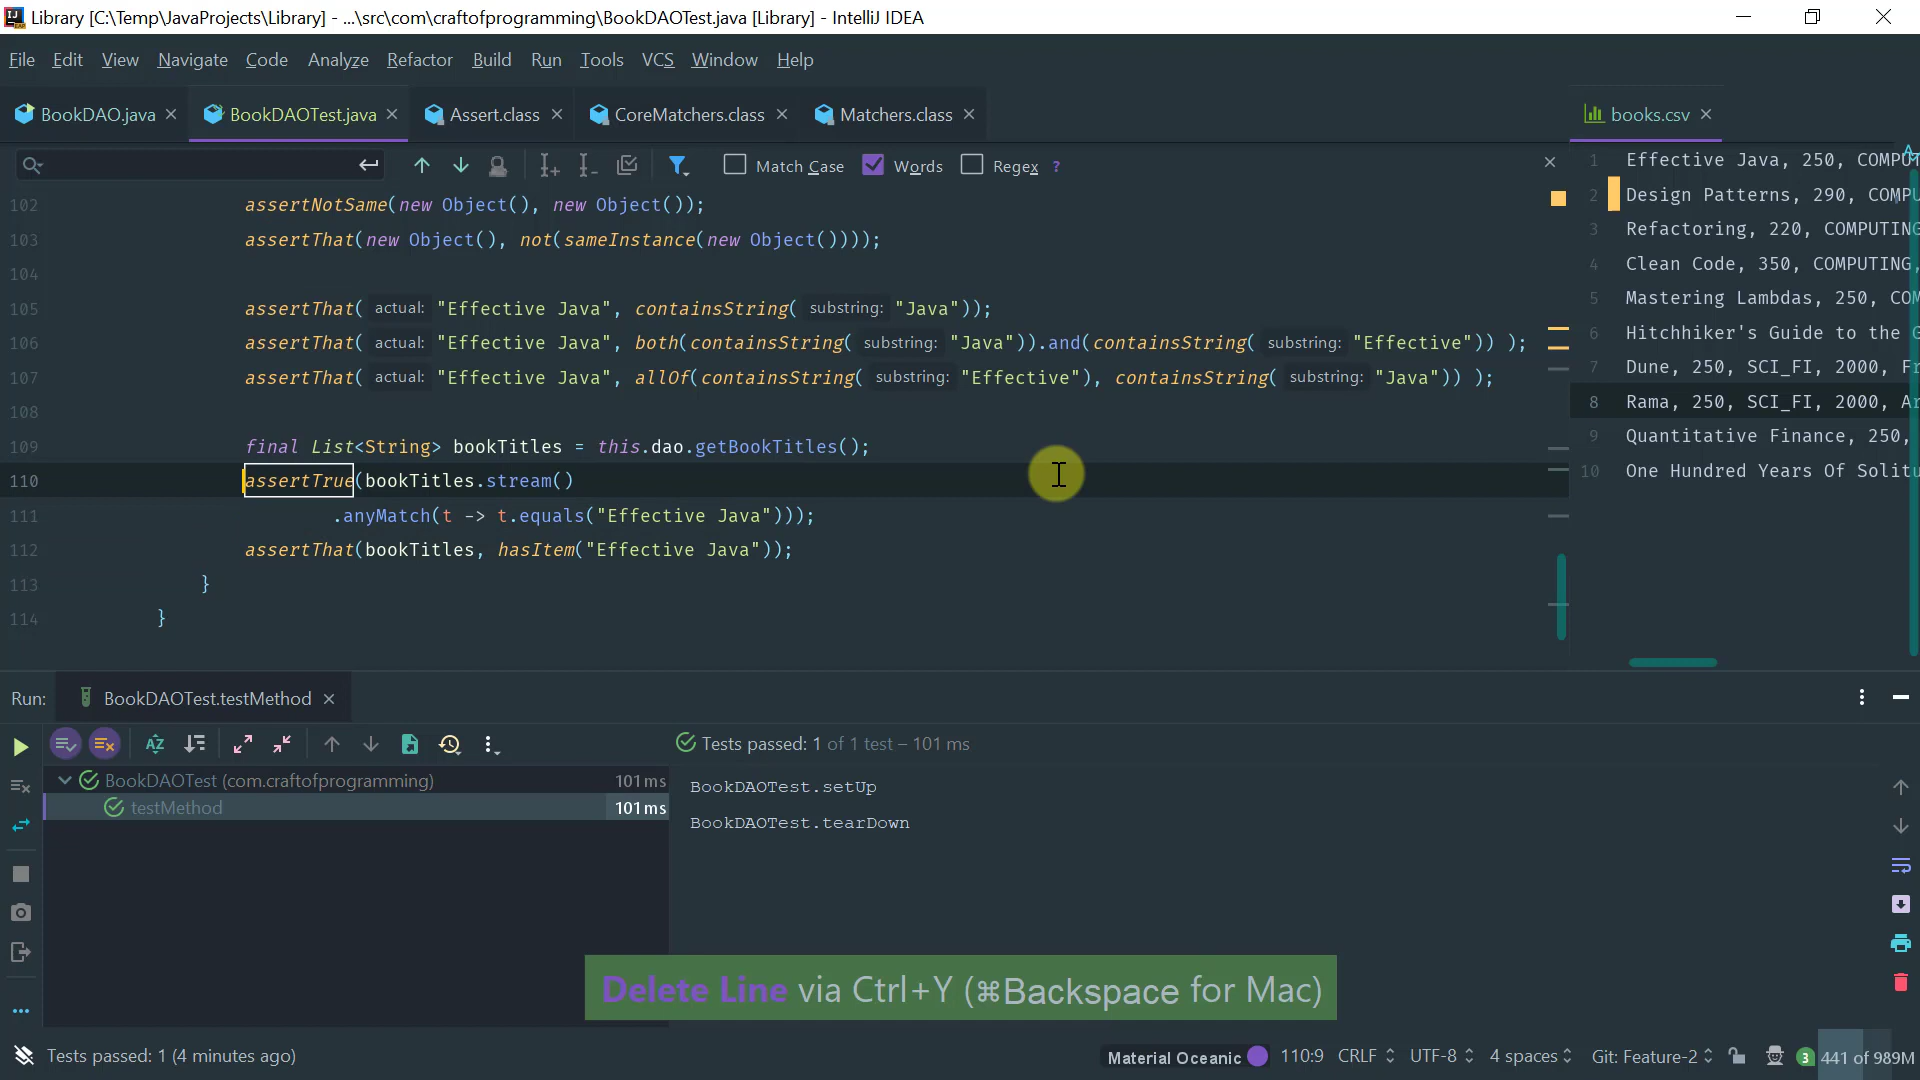 Library [C:\Temp\JavaProjects\Library] - ...\src\com\craftofprogramming\BookDAOTest.java [Library] - IntelliJ IDEA
File Edit View Navigate Code Analyze Refactor Build Run Tools VCS Window Help
BookDAO.java BookDAOTest.java Assert.class CoreMatchers.class Matchers.class books.csv
Match Case Words Regex ?
102 assertNotSame(new Object(), new Object());
103 assertThat(new Object(), not(sameInstance(new Object())));
104
105 assertThat( actual: "Effective Java", containsString( substring: "Java"));
106 assertThat( actual: "Effective Java", both(containsString( substring: "Java")).and(containsString( substring: "Effective")) );
107 assertThat( actual: "Effective Java", allOf(containsString( substring: "Effective"), containsString( substring: "Java")) );
108
109 final List<String> bookTitles = this.dao.getBookTitles();
110 assertTrue(bookTitles.stream()
111 .anyMatch(t -> t.equals("Effective Java")));
112 assertThat(bookTitles, hasItem("Effective Java"));
113 }
114 }
1 Effective Java, 250, COMPUT
2 Design Patterns, 290, COMPU
3 Refactoring, 220, COMPUTING
4 Clean Code, 350, COMPUTING,
5 Mastering Lambdas, 250, COM
6 Hitchhiker's Guide to the G
7 Dune, 250, SCI_FI, 2000, Fr
8 Rama, 250, SCI_FI, 2000, Ar
9 Quantitative Finance, 250,
10 One Hundred Years Of Solitu
Run: BookDAOTest.testMethod
Tests passed: 1 of 1 test – 101 ms
BookDAOTest (com.craftofprogramming) 101 ms
testMethod 101 ms
BookDAOTest.setUp
BookDAOTest.tearDown
Delete Line via Ctrl+Y (⌘Backspace for Mac)
Tests passed: 1 (4 minutes ago)
Material Oceanic 110:9 CRLF UTF-8 4 spaces Git: Feature-2 3 441 of 989M